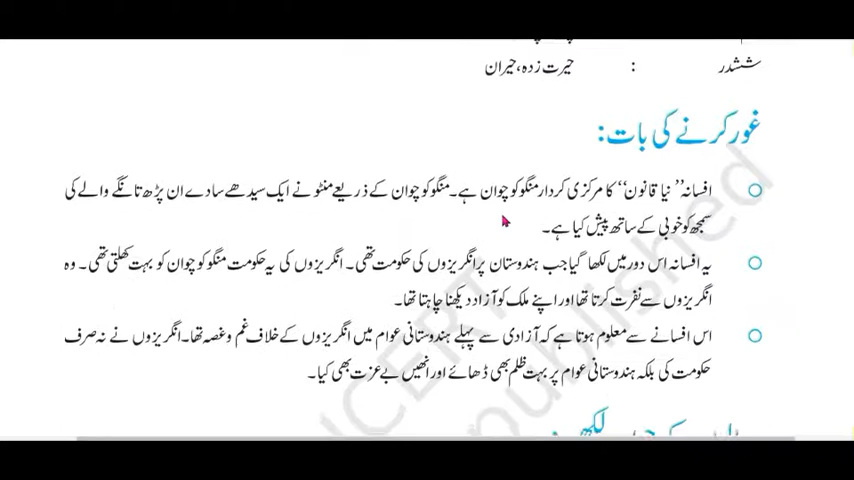 ششدر : حیرت زدہ، حیران
غور کرنے کی بات:
افسانہ ”نیا قانون“ کا مرکزی کردار منگو کوچوان ہے۔ منگو کوچوان کے ذریعے منٹو نے ایک سیدھے سادے ان پڑھ تانگے والے کی
سمجھ کو خوبی کے ساتھ پیش کیا ہے۔
یہ افسانہ اس دور میں لکھا گیا جب ہندوستان پر انگریزوں کی حکومت تھی۔ انگریزوں کی یہ حکومت منگو کوچوان کو بہت کھلتی تھی۔ وہ
انگریزوں سے نفرت کرتا تھا اور اپنے ملک کو آزاد دیکھنا چاہتا تھا۔
اس افسانے سے معلوم ہوتا ہے کہ آزادی سے پہلے ہندوستانی عوام میں انگریزوں کے خلاف غم و غصہ تھا۔ انگریزوں نے نہ صرف
حکومت کی بلکہ ہندوستانی عوام پر بہت ظلم بھی ڈھائے اور انھیں بے عزت بھی کیا۔
NCERT
published